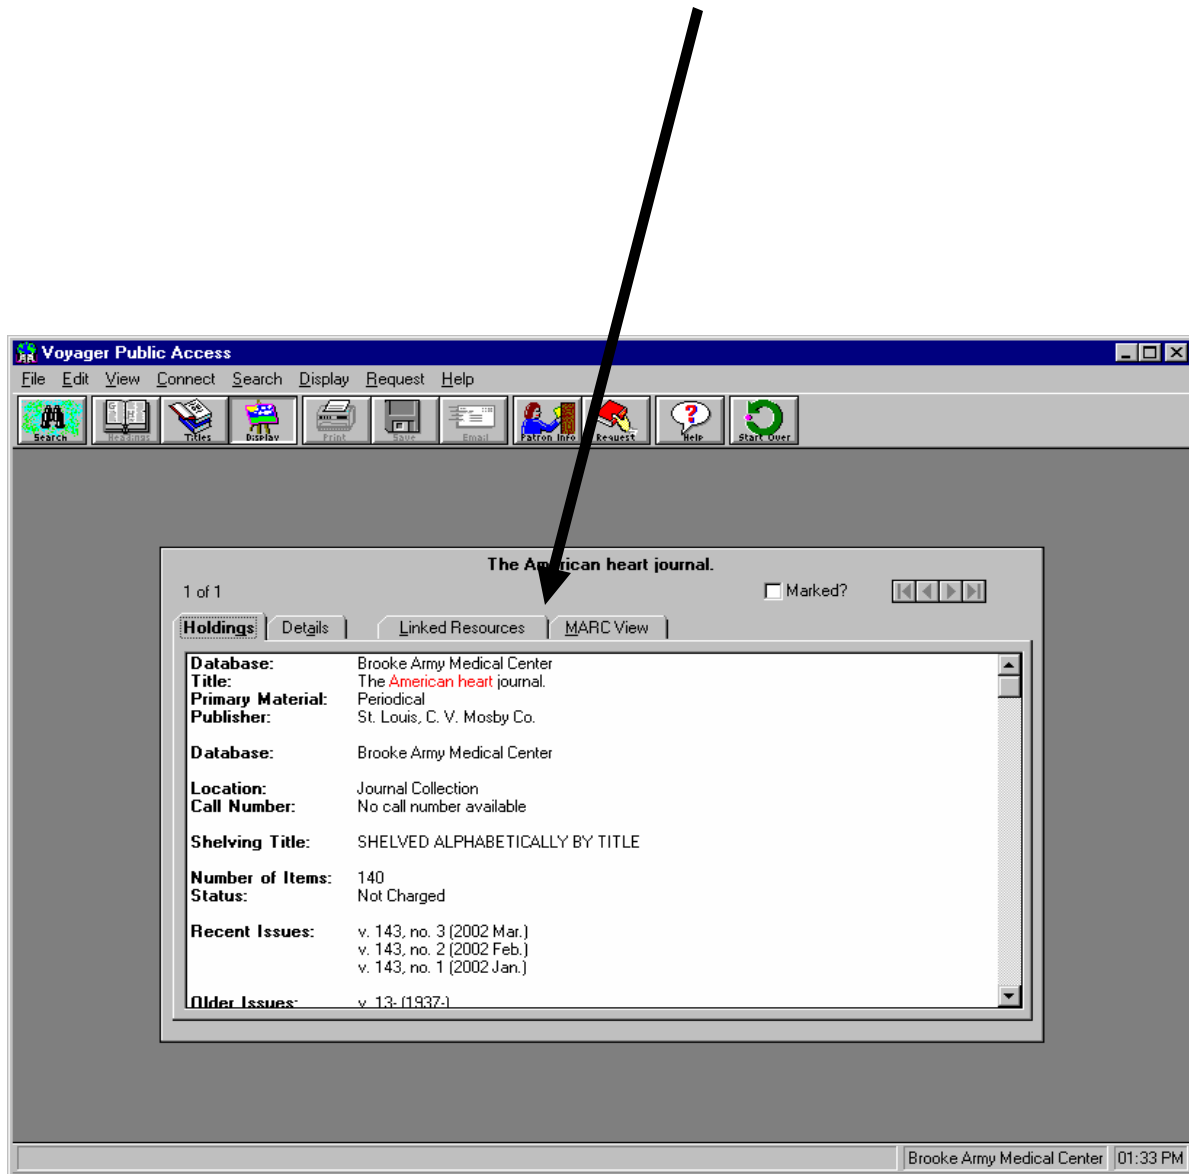 Voyager Public Access
File Edit View Connect Search Display Request Help
Search Headings Titles Display Print Save Email Patron Info Request Help Start Over
The American heart journal.
1 of 1 Marked?
Holdings Details Linked Resources MARC View
Database: Brooke Army Medical Center
Title: The American heart journal.
Primary Material: Periodical
Publisher: St. Louis, C. V. Mosby Co.
Database: Brooke Army Medical Center
Location: Journal Collection
Call Number: No call number available
Shelving Title: SHELVED ALPHABETICALLY BY TITLE
Number of Items: 140
Status: Not Charged
Recent Issues: v. 143, no. 3 (2002 Mar.)
v. 143, no. 2 (2002 Feb.)
v. 143, no. 1 (2002 Jan.)
Older Issues: v. 13- (1937-)
Brooke Army Medical Center 01:33 PM